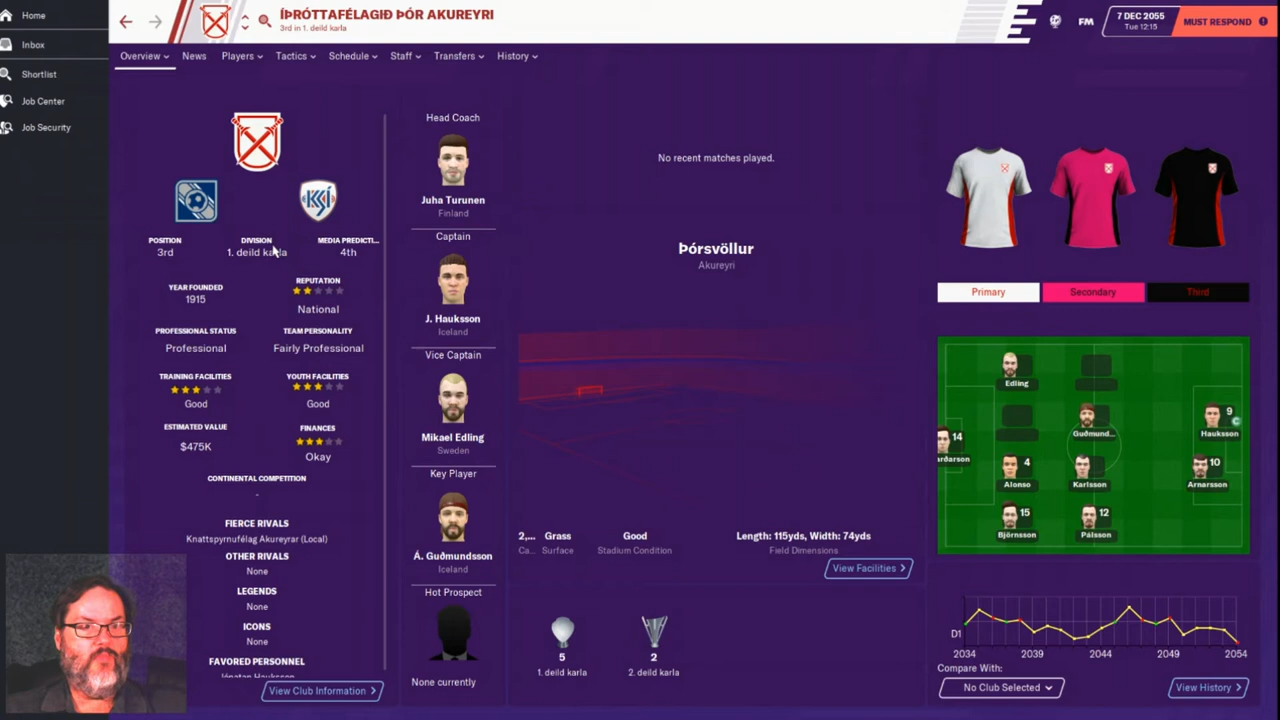 Home
Inbox
Shortlist
Job Center
Job Security
ÍÞRÓTTAFÉLAGIÐ ÞÓR AKUREYRI
3rd in 1. deild karla
FM
7 DEC 2055
Tue 12:15
MUST RESPOND
Overview
News
Players
Tactics
Schedule
Staff
Transfers
History
KSÍ
POSITION
3rd
DIVISION
1. deild karla
MEDIA PREDICTI...
4th
YEAR FOUNDED
1915
REPUTATION
National
PROFESSIONAL STATUS
Professional
TEAM PERSONALITY
Fairly Professional
TRAINING FACILITIES
Good
YOUTH FACILITIES
Good
ESTIMATED VALUE
$475K
FINANCES
Okay
CONTINENTAL COMPETITION
-
FIERCE RIVALS
Knattspyrnufélag Akureyrar (Local)
OTHER RIVALS
None
LEGENDS
None
ICONS
None
FAVORED PERSONNEL
Jónatan Hauksson
View Club Information
Head Coach
Juha Turunen
Finland
Captain
J. Hauksson
Iceland
Vice Captain
Mikael Edling
Sweden
Key Player
Á. Guðmundsson
Iceland
Hot Prospect
None currently
No recent matches played.
Þórsvöllur
Akureyri
2,...
Ca...
Grass
Surface
Good
Stadium Condition
Length: 115yds, Width: 74yds
Field Dimensions
View Facilities
5
1. deild karla
2
2. deild karla
Primary
Secondary
Third
Edling
Guðmund...
9
C
Hauksson
14
arðarson
4
Alonso
Karlsson
10
Arnarsson
15
Björnsson
12
Pálsson
D1
2034
2039
2044
2049
2054
Compare With:
No Club Selected
View History